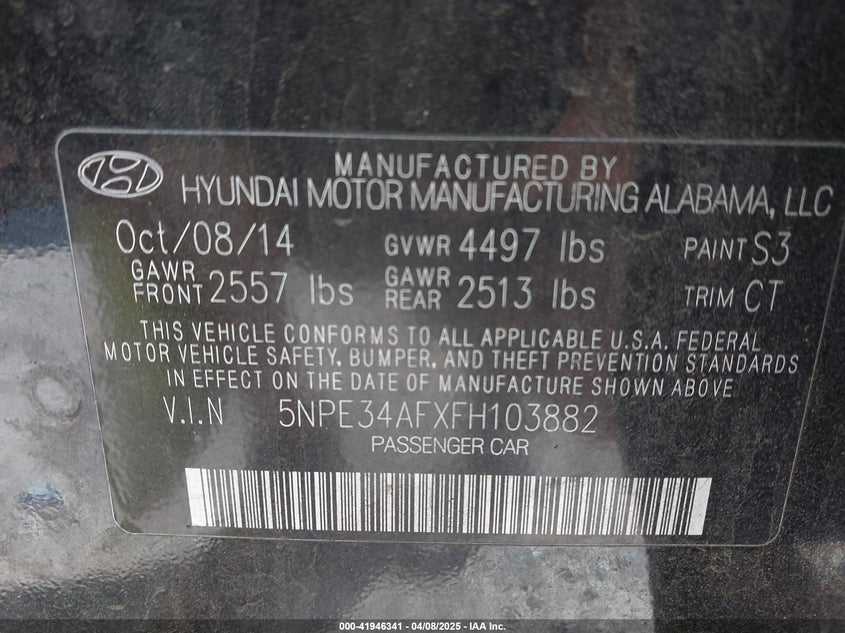 MANUFACTURED BY
HYUNDAI MOTOR MANUFACTURING ALABAMA, LLC
Oct/08/14 GVWR 4497 lbs PAINT S3
GAWR FRONT 2557 lbs GAWR REAR 2513 lbs TRIM CT
THIS VEHICLE CONFORMS TO ALL APPLICABLE U.S.A. FEDERAL
MOTOR VEHICLE SAFETY, BUMPER, AND THEFT PREVENTION STANDARDS
IN EFFECT ON THE DATE OF MANUFACTURE SHOWN ABOVE
V.I.N 5NPE34AFXFH103882
PASSENGER CAR
000-41946341 - 04/08/2025 - IAA Inc.